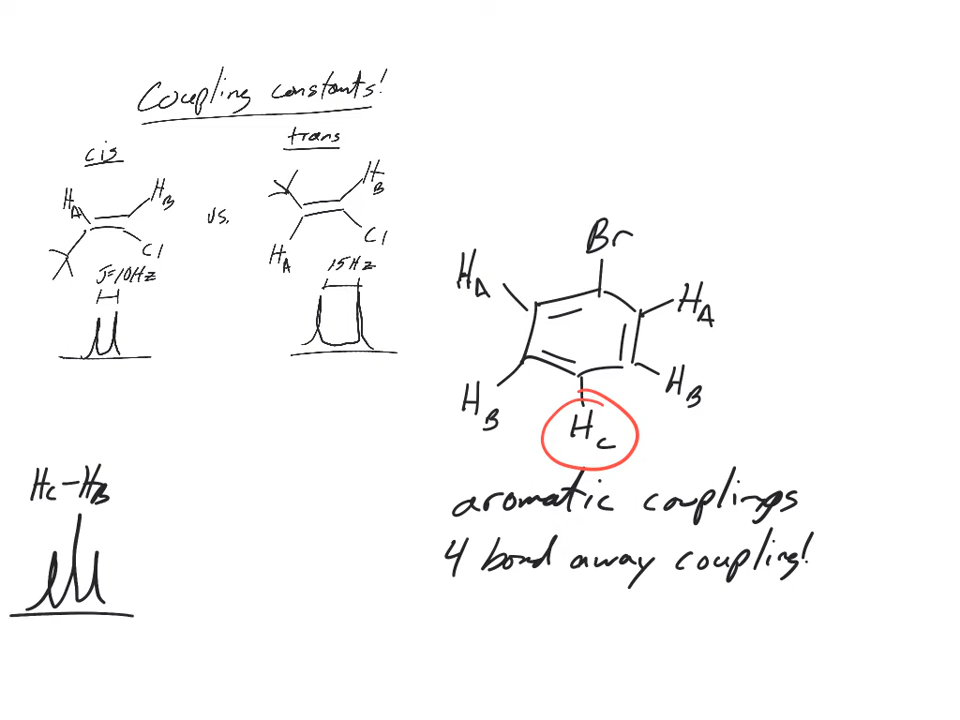 Coupling constants!
cis
trans
HA
HB
Cl
J=10Hz
vs.
HB
Cl
HA
15Hz
Br
HA
HA
HB
HB
Hc
Hc-HB
aromatic couplings
4 bond away coupling!